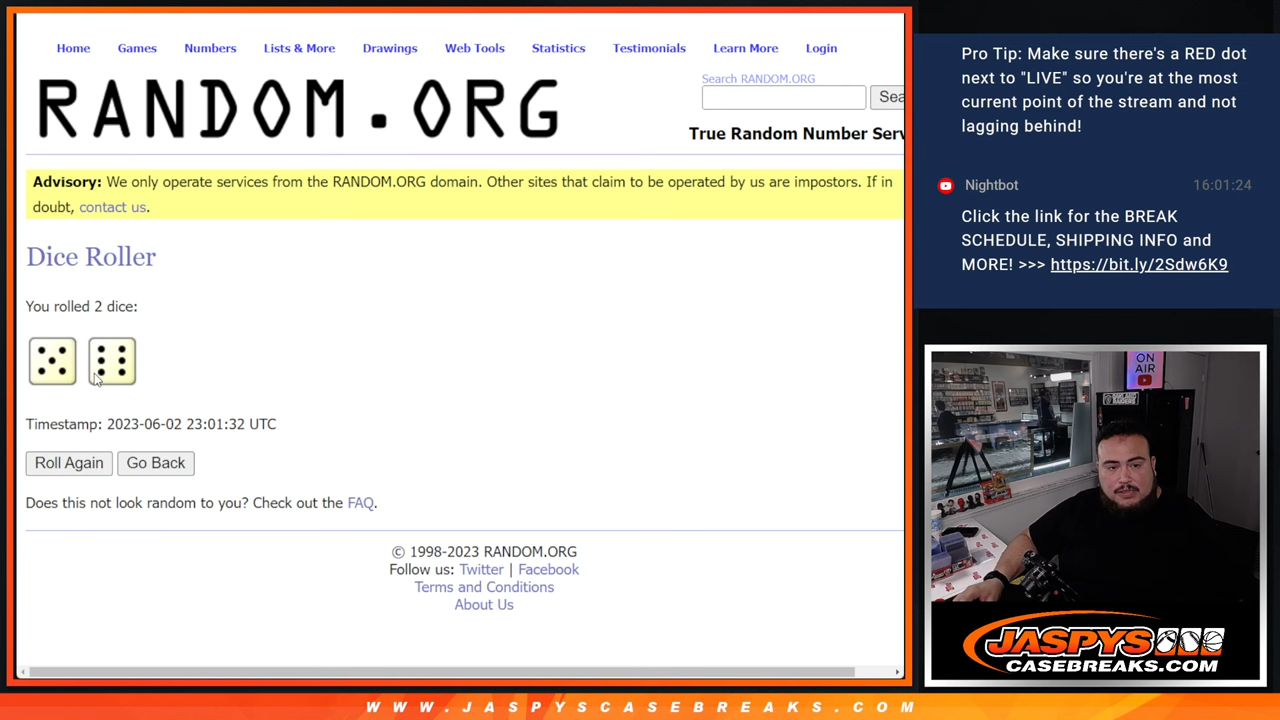 Home Games Numbers Lists & More Drawings Web Tools Statistics Testimonials Learn More Login
RANDOM.ORG
Search RANDOM.ORG
Sea
True Random Number Serv
Advisory: We only operate services from the RANDOM.ORG domain. Other sites that claim to be operated by us are impostors. If in
doubt, contact us.
Dice Roller
You rolled 2 dice:
Timestamp: 2023-06-02 23:01:32 UTC
Roll Again Go Back
Does this not look random to you? Check out the FAQ.
© 1998-2023 RANDOM.ORG
Follow us: Twitter | Facebook
Terms and Conditions
About Us
Pro Tip: Make sure there's a RED dot
next to "LIVE" so you're at the most
current point of the stream and not
lagging behind!
Nightbot 16:01:24
Click the link for the BREAK
SCHEDULE, SHIPPING INFO and
MORE! >>> https://bit.ly/2Sdw6K9
ON
AIR
JASPYS
CASEBREAKS.COM
WWW.JASPYSCASEBREAKS.COM